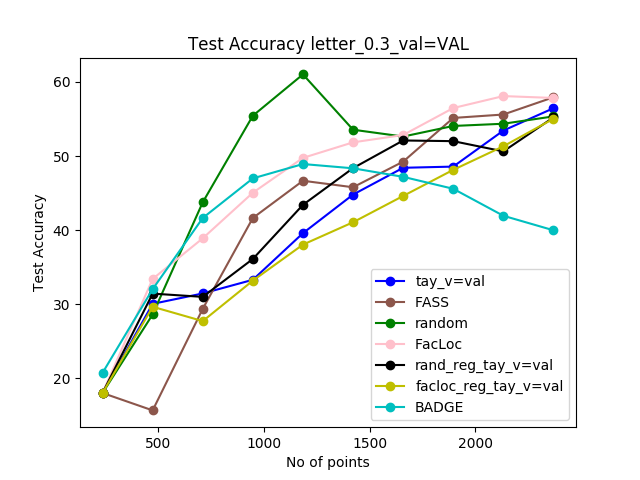 Test Accuracy letter_0.3_val=VAL
Test Accuracy
60
50
40
30
20
tay_v=val
FASS
random
FacLoc
rand_reg_tay_v=val
facloc_reg_tay_v=val
BADGE
500 1000 1500 2000
No of points